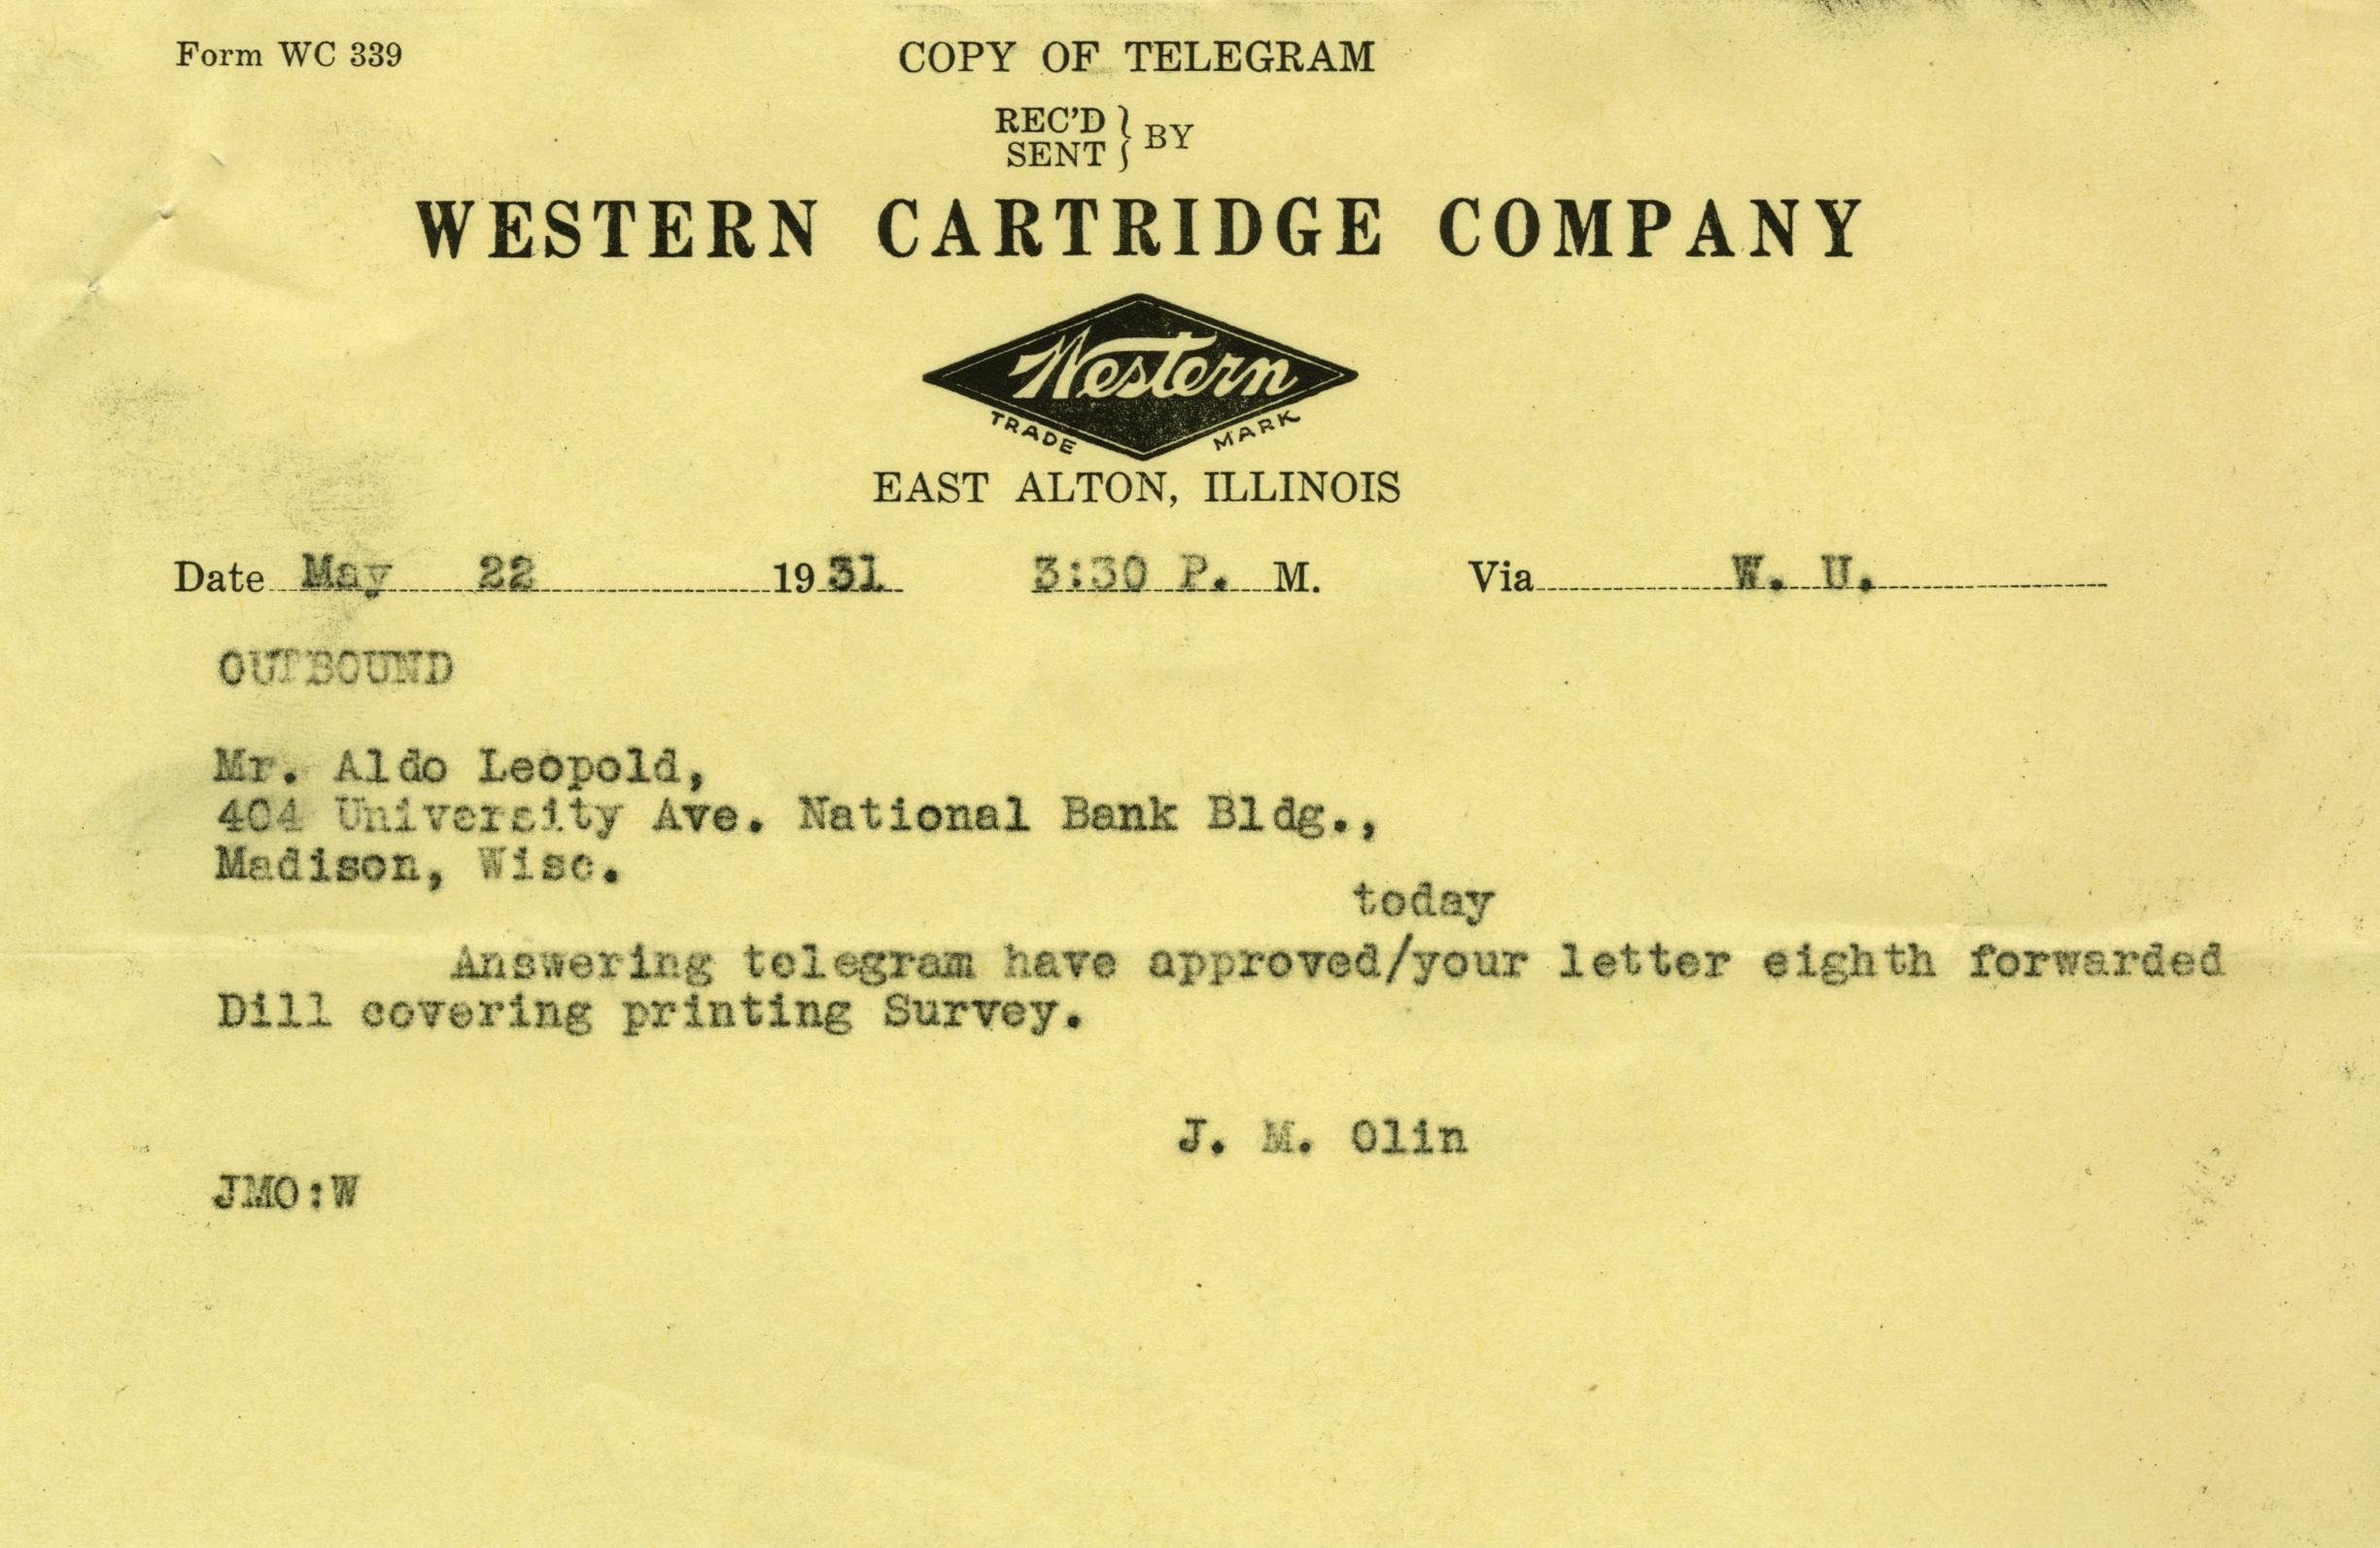 Form WC 339
COPY OF TELEGRAM
REC'D } BY
SENT
WESTERN CARTRIDGE COMPANY
Western
TRADE MARK
EAST ALTON, ILLINOIS
Date May 22 1931 3:30 P. M. Via W. U.
OUTBOUND
Mr. Aldo Leopold,
404 University Ave. National Bank Bldg.,
Madison, Wisc.
today
Answering telegram have approved/your letter eighth forwarded
Dill covering printing Survey.
J. M. Olin
JMO:W